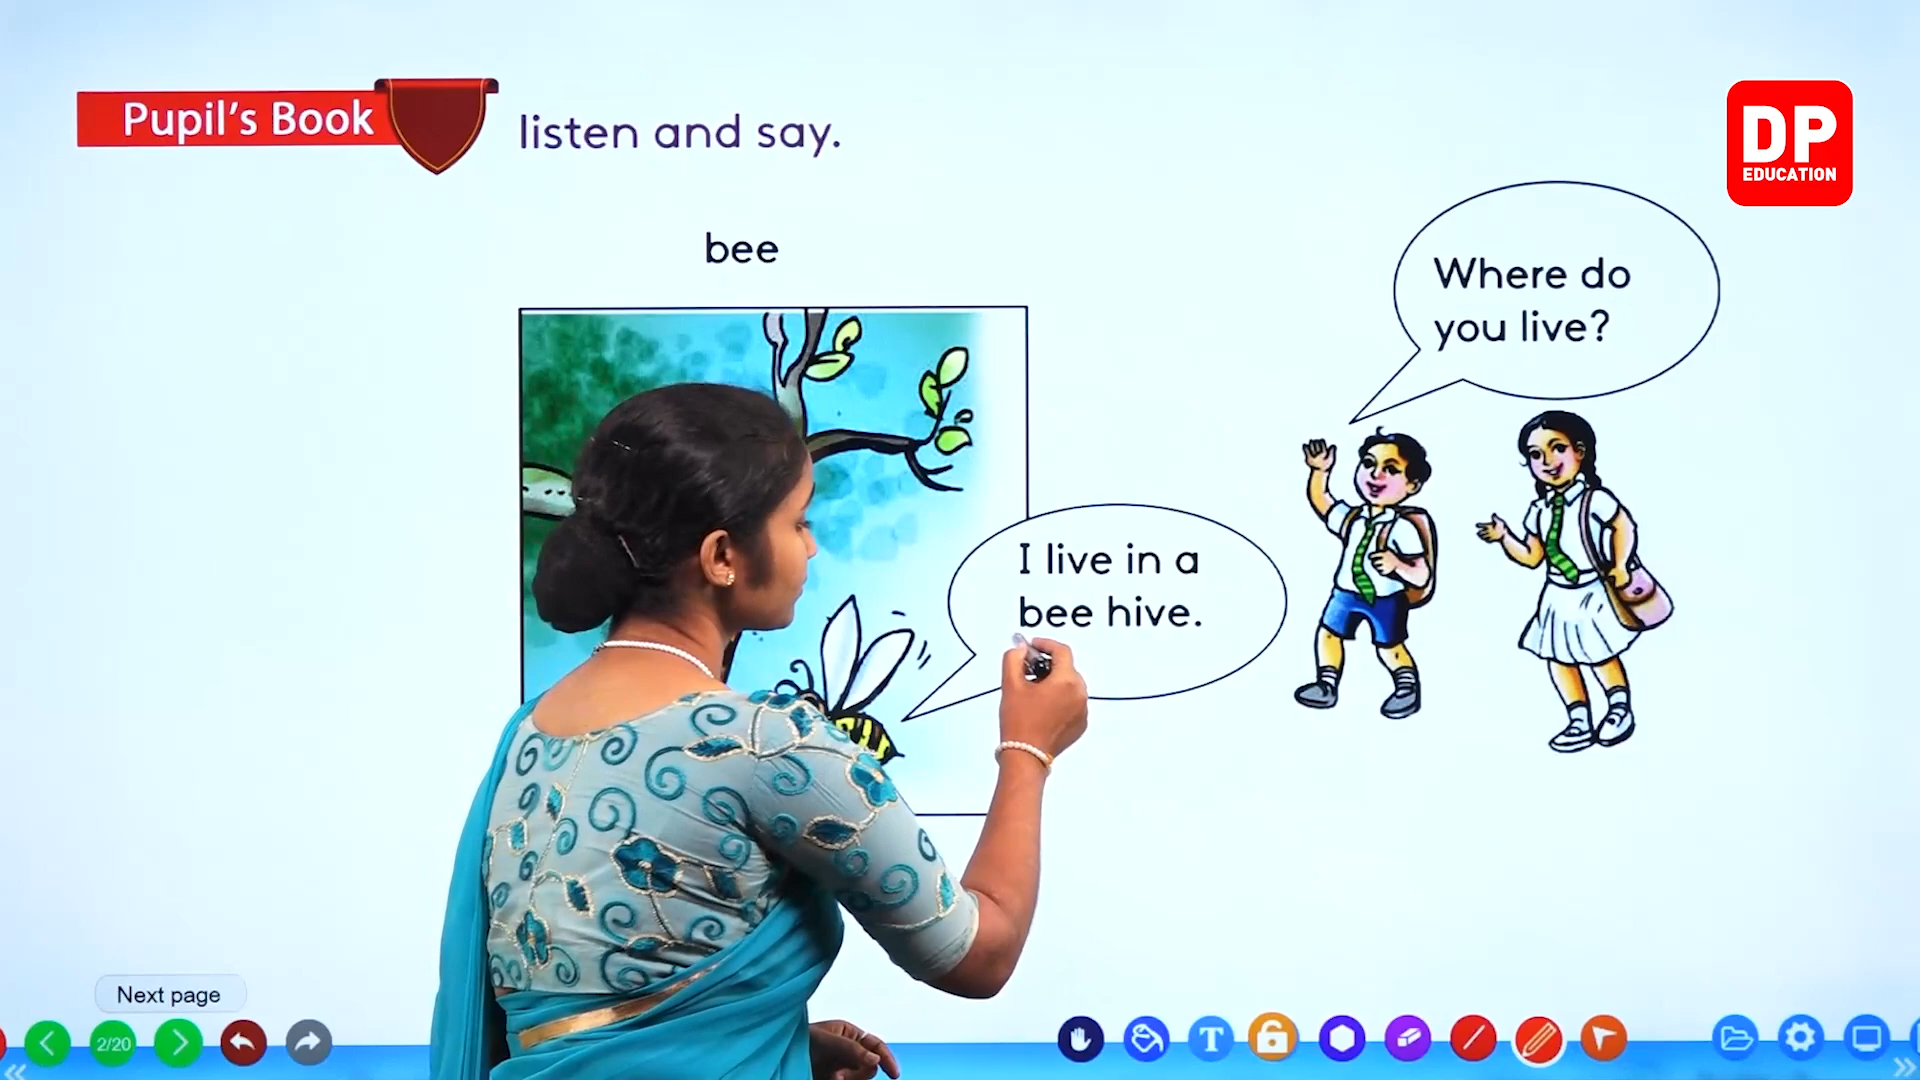 Pupil's Book
listen and say.
DP
EDUCATION
bee
Where do
you live?
I live in a
bee hive.
Next page
2/20
T